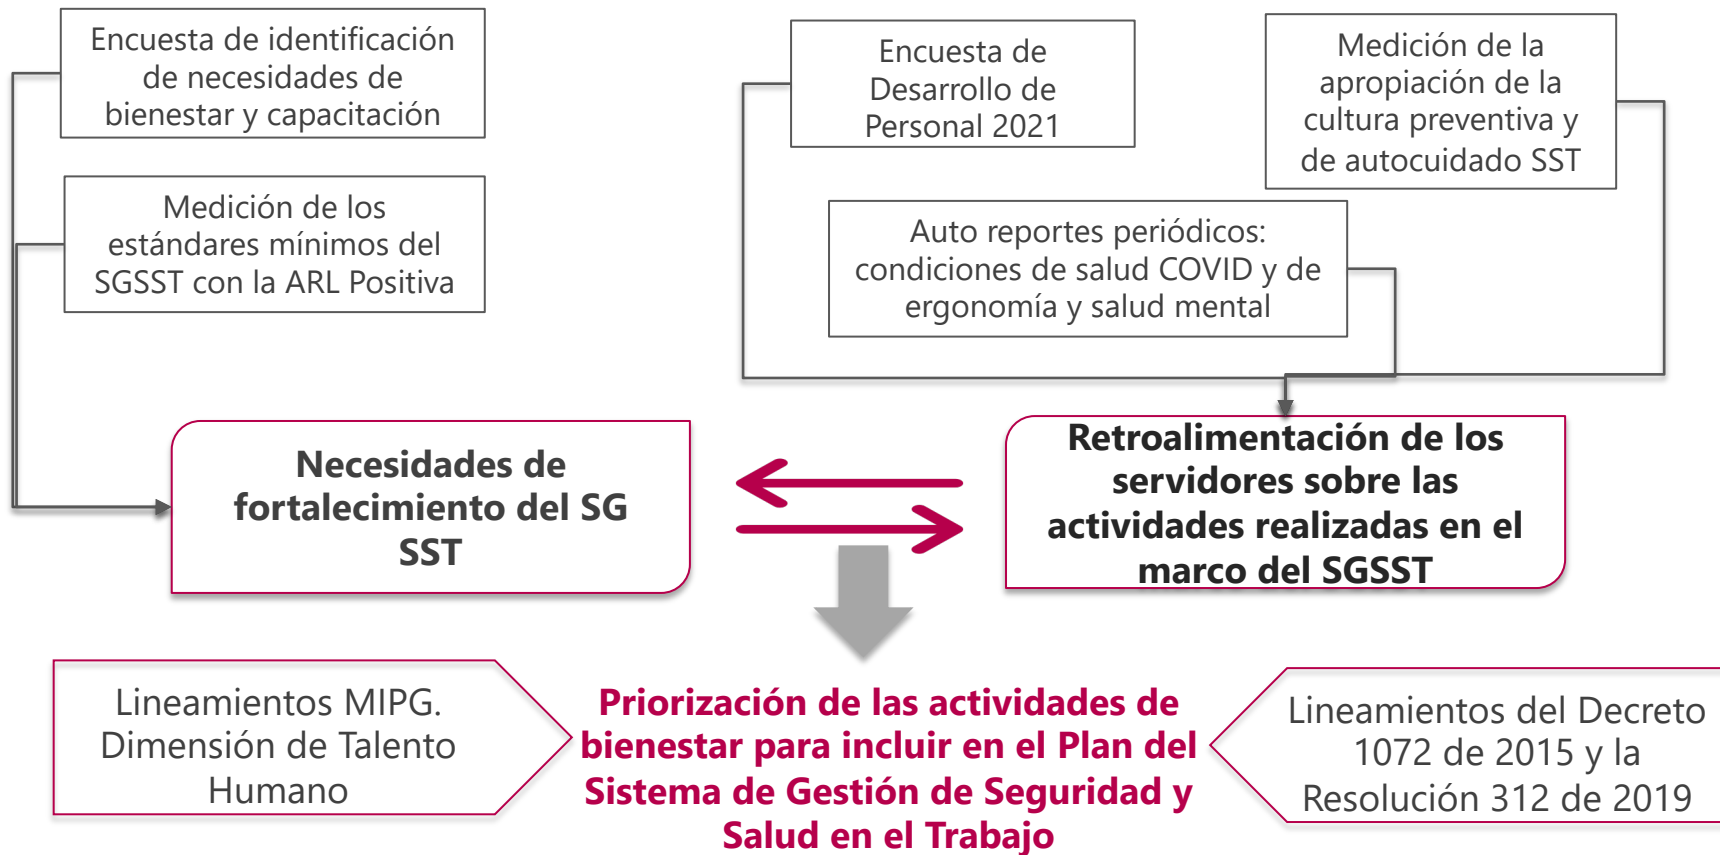 Encuesta de identificación
de necesidades de
bienestar y capacitación
Medición de los
estándares mínimos del
SGSST con la ARL Positiva
Encuesta de
Desarrollo de
Personal 2021
Medición de la
apropiación de la
cultura preventiva y
de autocuidado SST
Auto reportes periódicos:
condiciones de salud COVID y de
ergonomía y salud mental
Necesidades de
fortalecimiento del SG
SST
Retroalimentación de los
servidores sobre las
actividades realizadas en el
marco del SGSST
Lineamientos MIPG.
Dimensión de Talento
Humano
Priorización de las actividades de
bienestar para incluir en el Plan del
Sistema de Gestión de Seguridad y
Salud en el Trabajo
Lineamientos del Decreto
1072 de 2015 y la
Resolución 312 de 2019